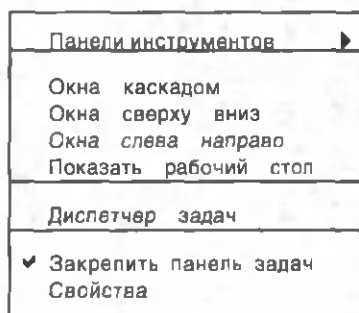 Панели инструментов
Окна каскадом
Окна сверху вниз
Окна слева направо
Показать рабочий стол
Диспетчер задач
Закрепить панель задач
Свойства